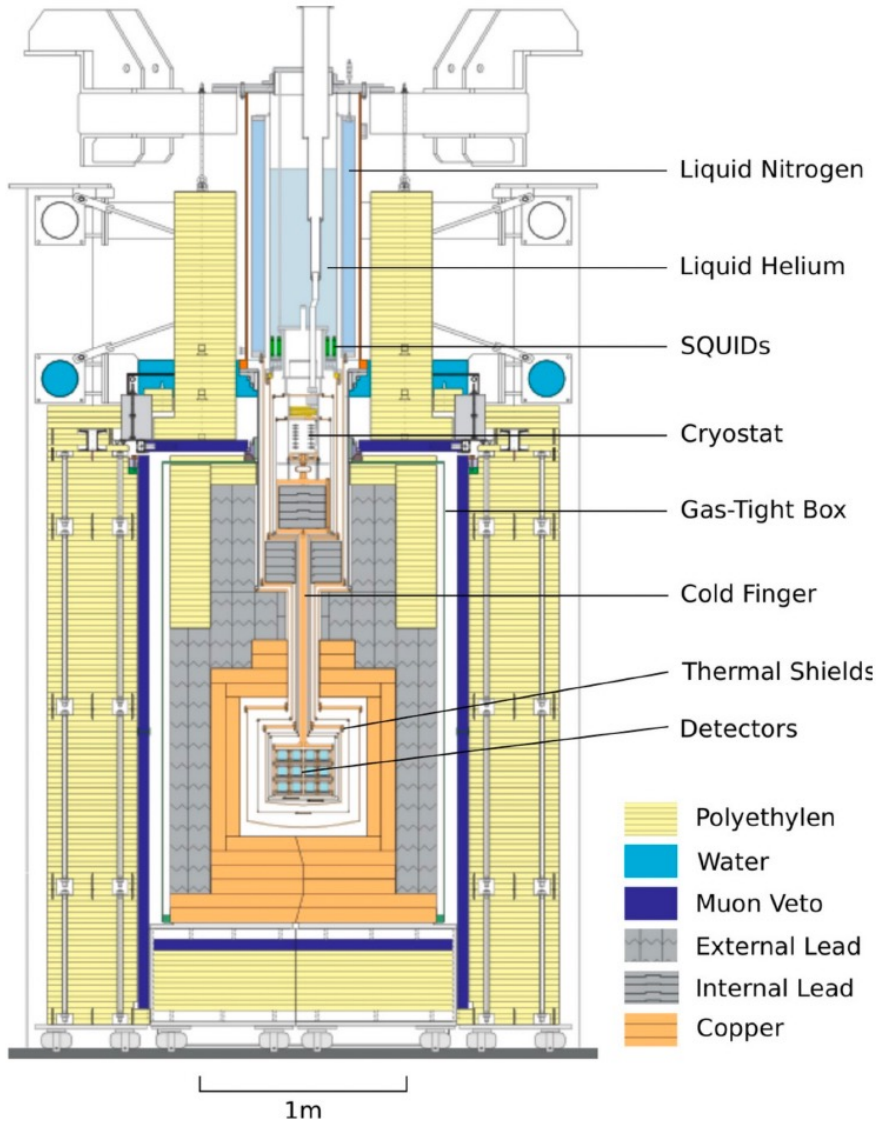 Liquid Nitrogen
Liquid Helium
SQUIDs
Cryostat
Gas-Tight Box
Cold Finger
Thermal Shields
Detectors
Polyethylen
Water
Muon Veto
External Lead
Internal Lead
Copper
1m